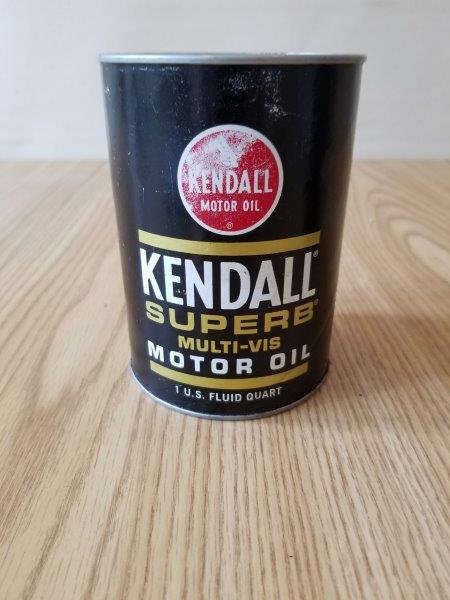 KENDALL
MOTOR OIL
®
KENDALL®
SUPERB®
MULTI-VIS
MOTOR OIL
1 U.S. FLUID QUART